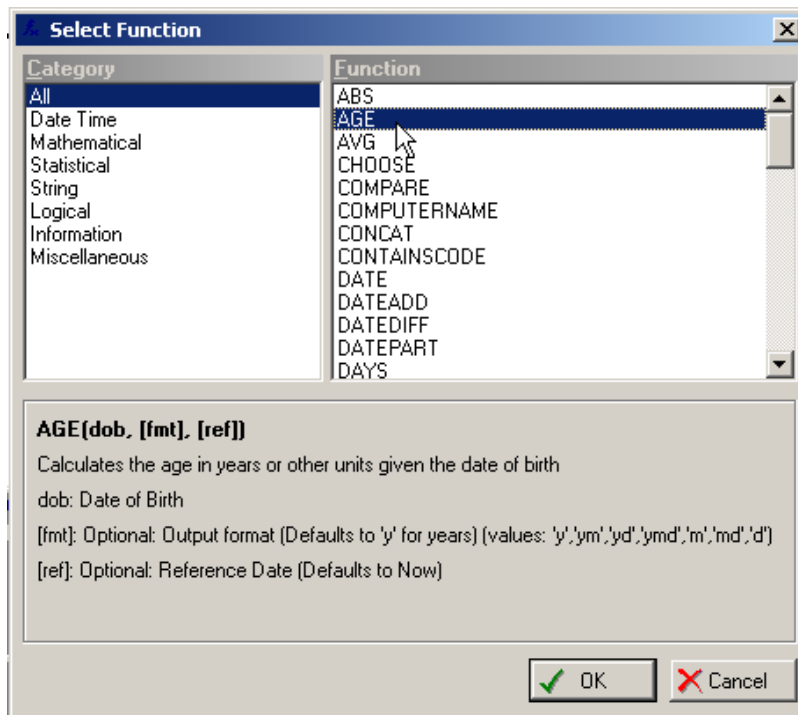 Select Function
Category
All
Date Time
Mathematical
Statistical
String
Logical
Information
Miscellaneous
Function
ABS
AGE
AVG
CHOOSE
COMPARE
COMPUTERNAME
CONCAT
CONTAINSCODE
DATE
DATEADD
DATEDIFF
DATEPART
DAYS
AGE(dob, [fmt], [ref])
Calculates the age in years or other units given the date of birth
dob: Date of Birth
[fmt]: Optional: Output format (Defaults to 'y' for years) (values: 'y','ym','yd','ymd','m','md','d')
[ref]: Optional: Reference Date (Defaults to Now)
OK
Cancel